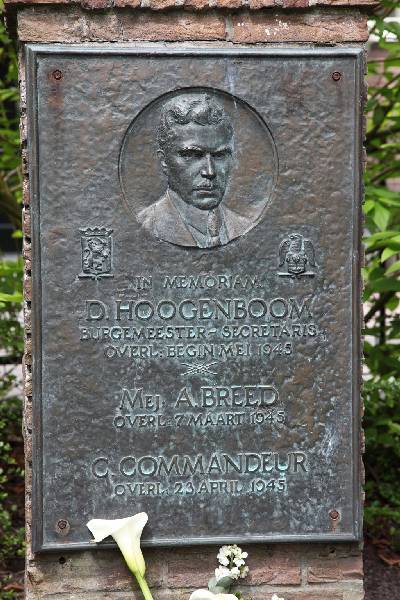 IN MEMORIAM
D. HOOGENBOOM
BURGEMEESTER-SECRETARIS
OVERL: BEGIN MEI 1945
MEJ. A. BREED
OVERL. 7 MAART 1945
C. COMMANDEUR
OVERL. 23 APRIL 1945